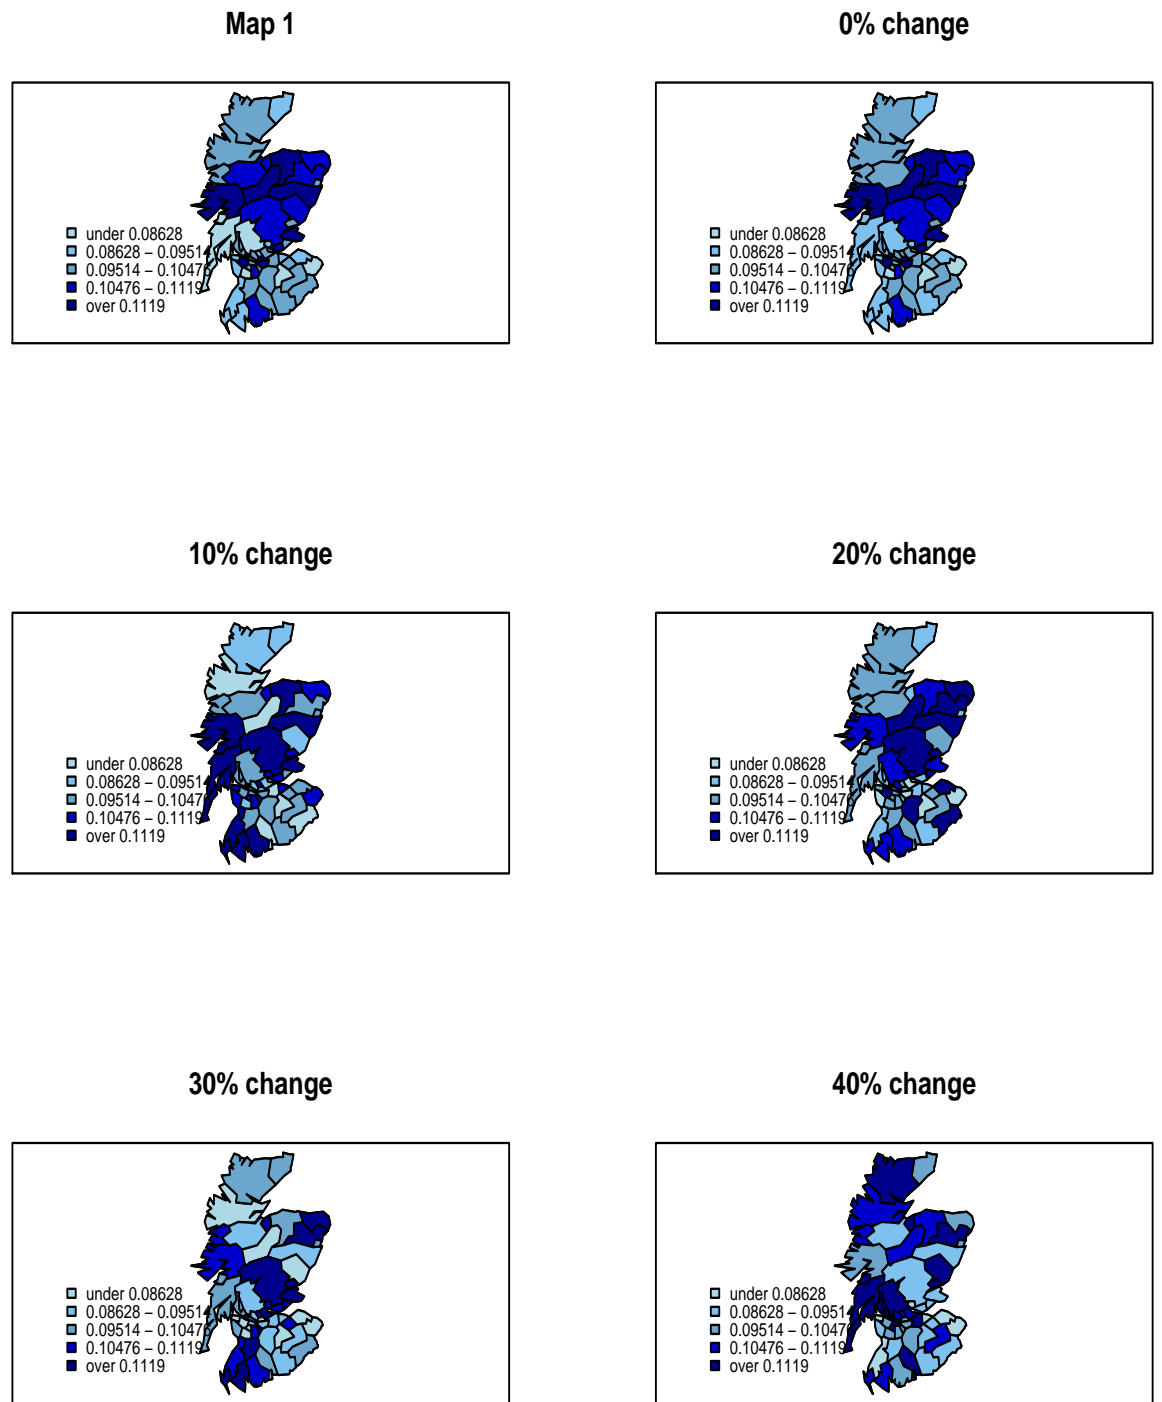 Map 1
under 0.08628
0.08628 – 0.09514
0.09514 – 0.10476
0.10476 – 0.1119
over 0.1119
0% change
under 0.08628
0.08628 – 0.09514
0.09514 – 0.10476
0.10476 – 0.1119
over 0.1119
10% change
under 0.08628
0.08628 – 0.09514
0.09514 – 0.10476
0.10476 – 0.1119
over 0.1119
20% change
under 0.08628
0.08628 – 0.09514
0.09514 – 0.10476
0.10476 – 0.1119
over 0.1119
30% change
under 0.08628
0.08628 – 0.09514
0.09514 – 0.10476
0.10476 – 0.1119
over 0.1119
40% change
under 0.08628
0.08628 – 0.09514
0.09514 – 0.10476
0.10476 – 0.1119
over 0.1119